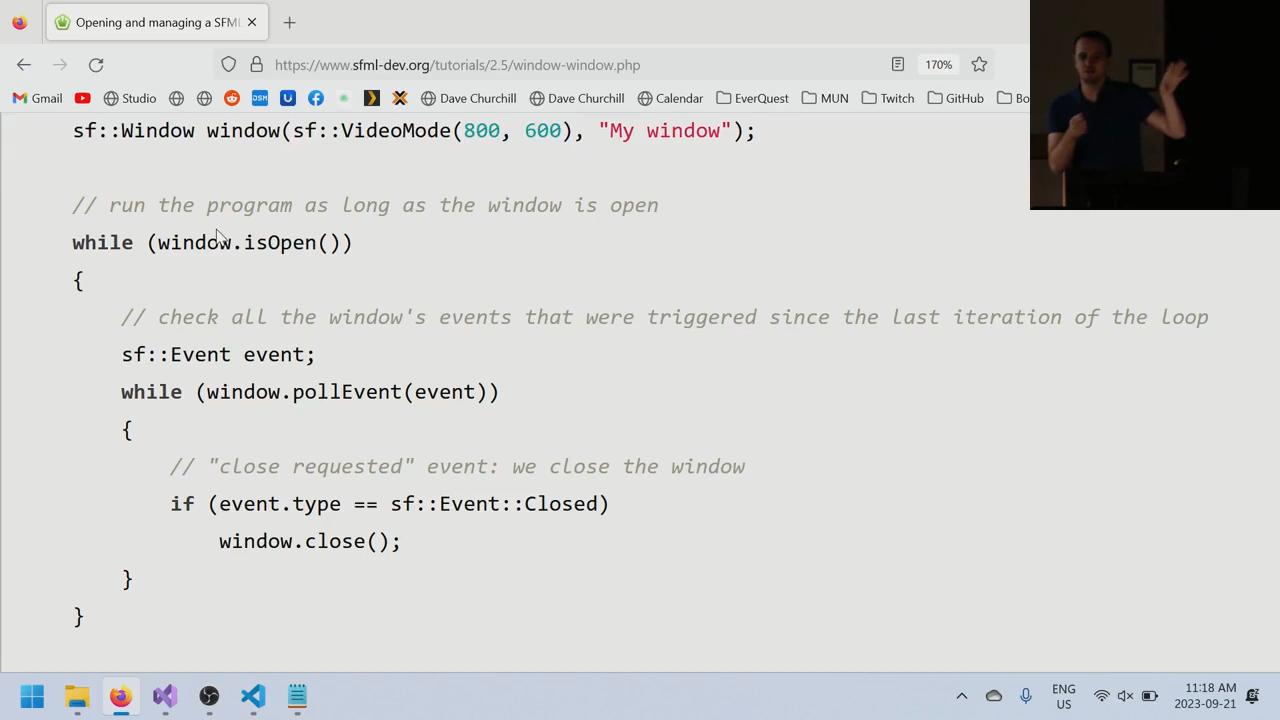 Opening and managing a SFML
https://www.sfml-dev.org/tutorials/2.5/window-window.php
170%
Gmail
Studio
Dave Churchill
Dave Churchill
Calendar
EverQuest
MUN
Twitch
GitHub
Bo
sf::Window window(sf::VideoMode(800, 600), "My window");
// run the program as long as the window is open
while (window.isOpen())
{
// check all the window's events that were triggered since the last iteration of the loop
sf::Event event;
while (window.pollEvent(event))
{
// "close requested" event: we close the window
if (event.type == sf::Event::Closed)
window.close();
}
}
ENG
US
11:18 AM
2023-09-21